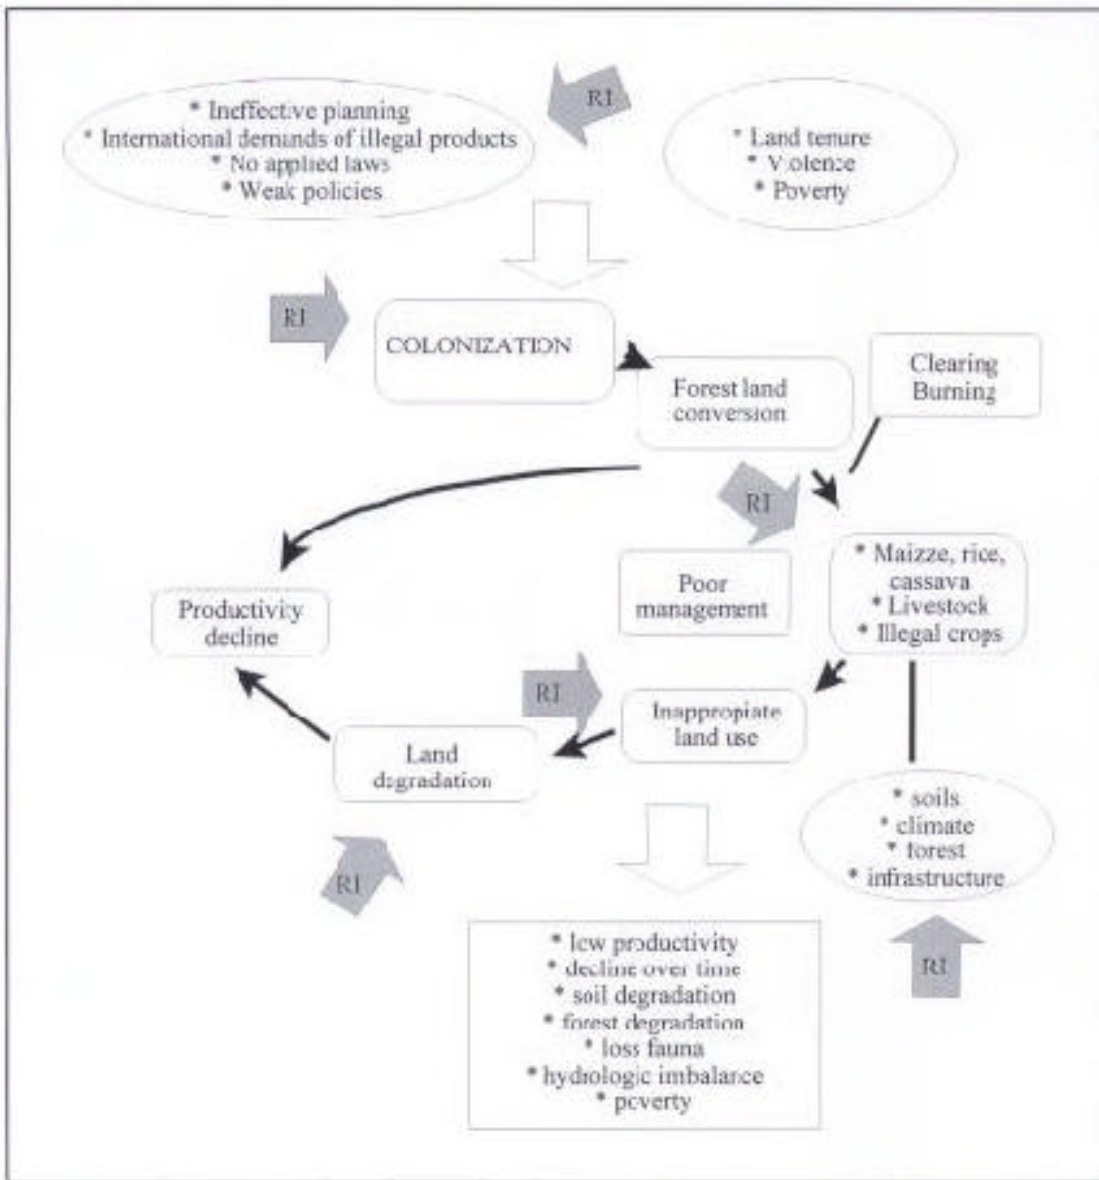 * Ineffective planning
* International demands of illegal products
* No applied laws
* Weak policies
RI
* Land tenure
* Violence
* Poverty
RI
COLONIZATION
Forest land
conversion
Clearing
Burning
RI
* Maizze, rice,
cassava
* Livestock
* Illegal crops
Poor
management
Productivity
decline
RI
Inappropiate
land use
Land
degradation
* soils
* climate
* forest
* infrastructure
RI
RI
* low productivity
* decline over time
* soil degradation
* forest degradation
* loss fauna
* hydrologic imbalance
* poverty